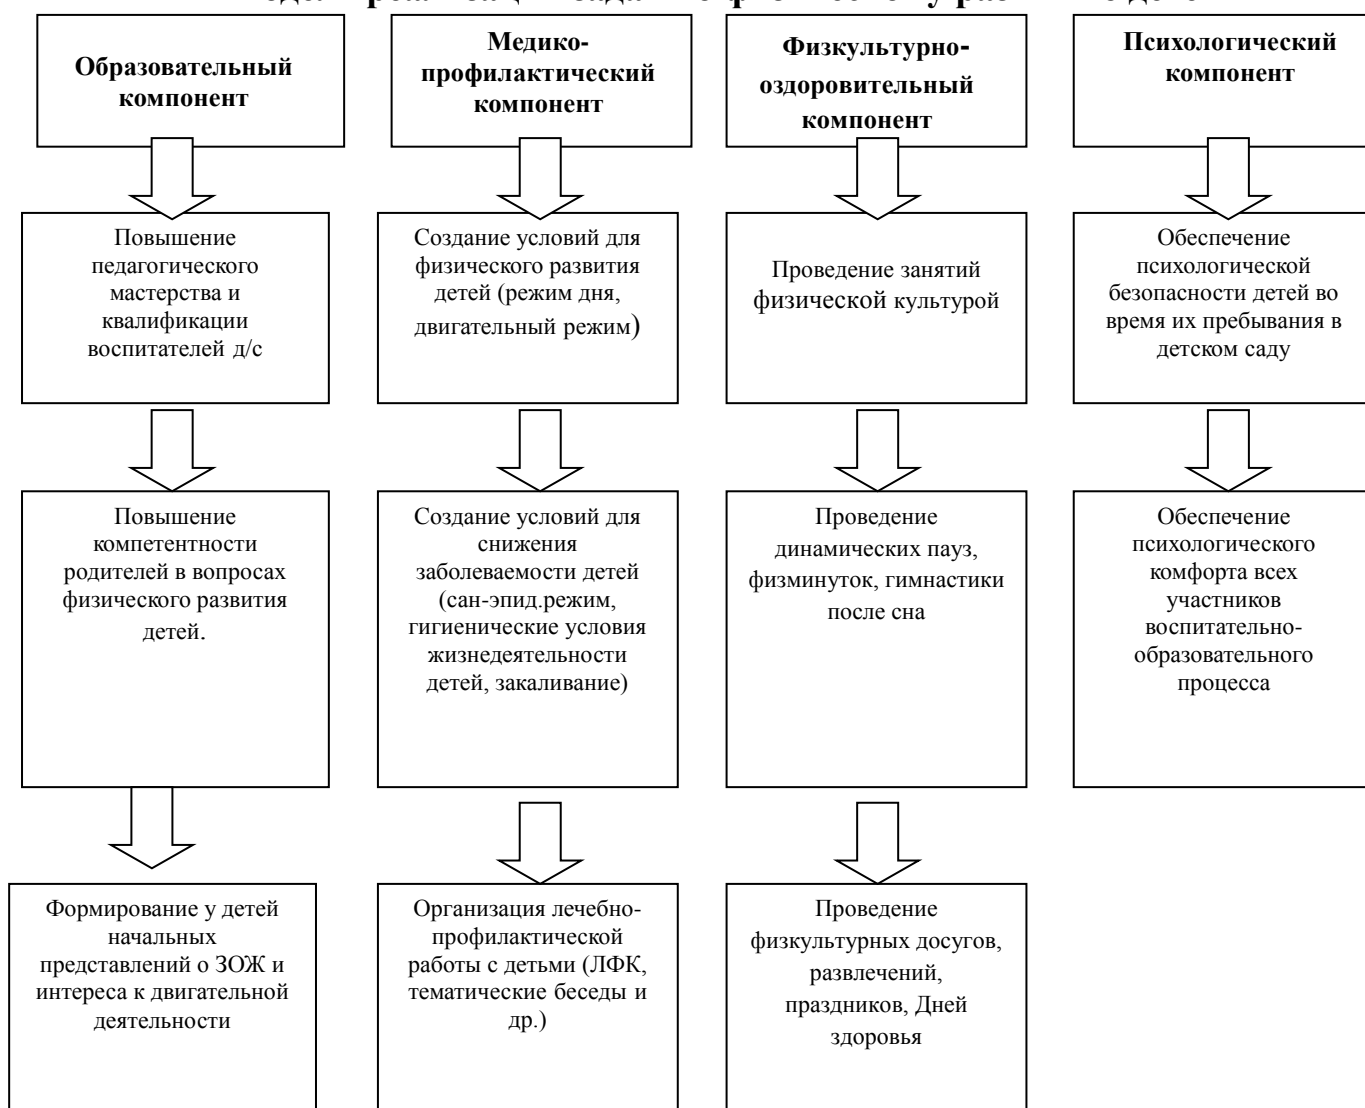 Образовательный
компонент
Медико-
профилактический
компонент
Физкультурно-
оздоровительный
компонент
Психологический
компонент
Повышение
педагогического
мастерства и
квалификации
воспитателей д/с
Создание условий для
физического развития
детей (режим дня,
двигательный режим)
Проведение занятий
физической культурой
Обеспечение
психологической
безопасности детей во
время их пребывания в
детском саду
Повышение
компетентности
родителей в вопросах
физического развития
детей.
Создание условий для
снижения
заболеваемости детей
(сан-эпид.режим,
гигиенические условия
жизнедеятельности
детей, закаливание)
Проведение
динамических пауз,
физминуток, гимнастики
после сна
Обеспечение
психологического
комфорта всех
участников
воспитательно-
образовательного
процесса
Формирование у детей
начальных
представлений о ЗОЖ и
интереса к двигательной
деятельности
Организация лечебно-
профилактической
работы с детьми (ЛФК,
тематические беседы и
др.)
Проведение
физкультурных досугов,
развлечений,
праздников, Дней
здоровья